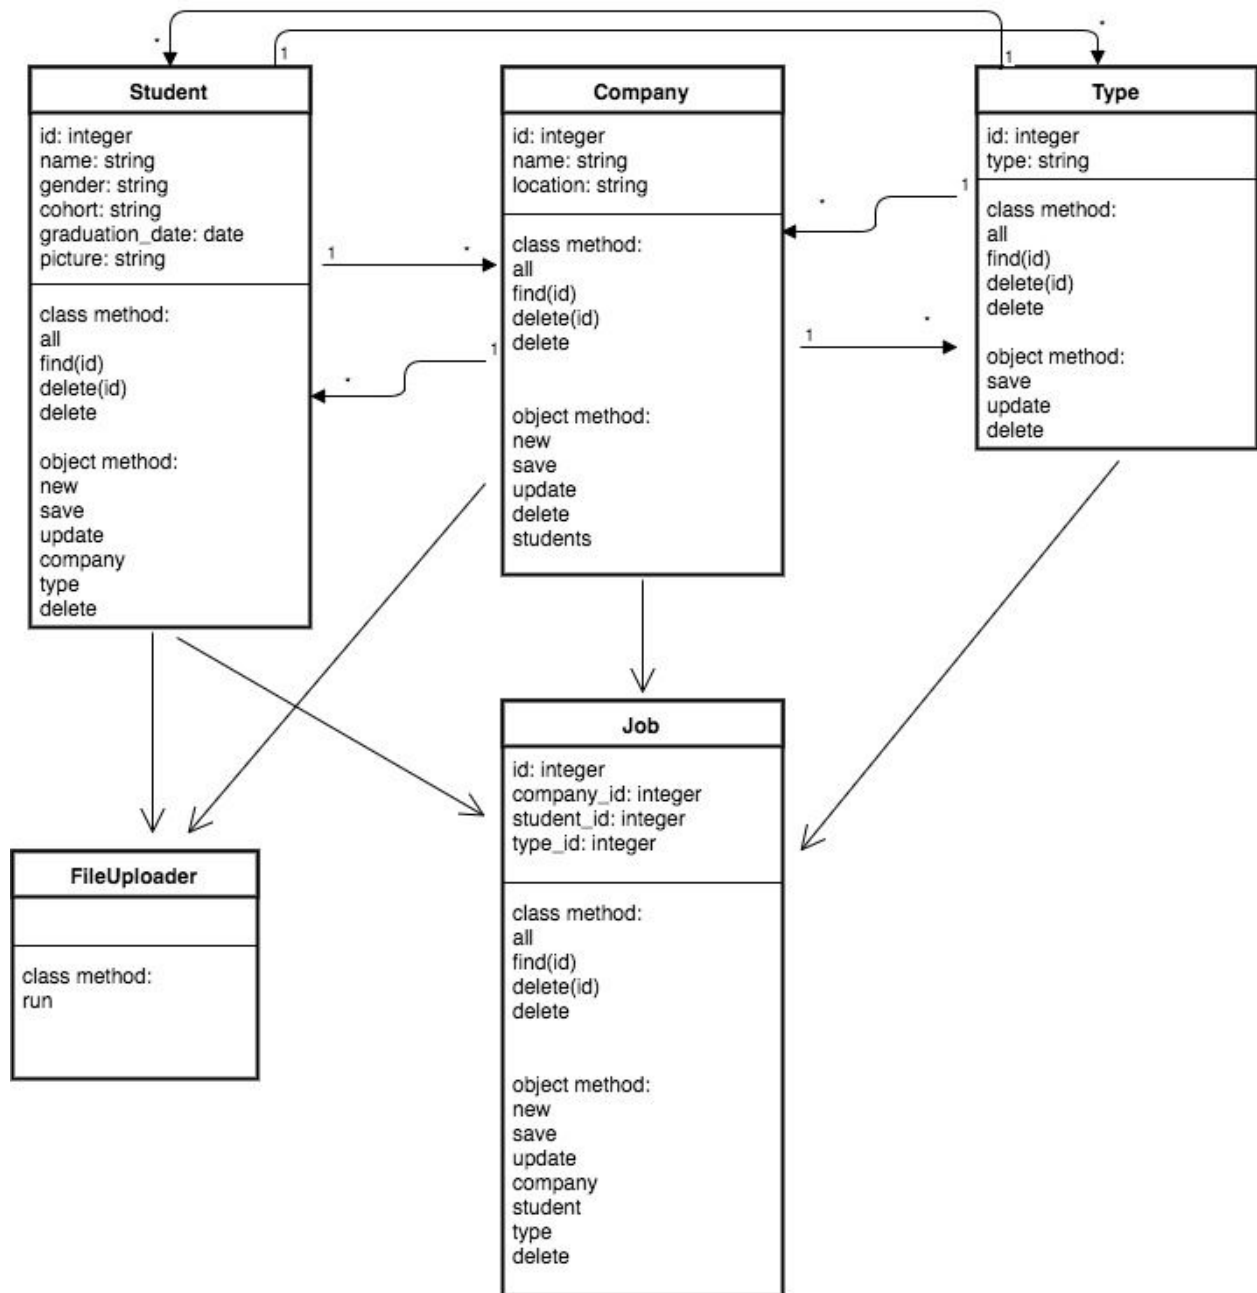 *
1
*
1
Student
id: integer
name: string
gender: string
cohort: string
graduation_date: date
picture: string
class method:
all
find(id)
delete(id)
delete
object method:
new
save
update
company
type
delete
1
*
1
*
Company
id: integer
name: string
location: string
class method:
all
find(id)
delete(id)
delete
object method:
new
save
update
delete
students
1
*
1
*
Type
id: integer
type: string
class method:
all
find(id)
delete(id)
delete
object method:
save
update
delete
FileUploader
class method:
run
Job
id: integer
company_id: integer
student_id: integer
type_id: integer
class method:
all
find(id)
delete(id)
delete
object method:
new
save
update
company
student
type
delete